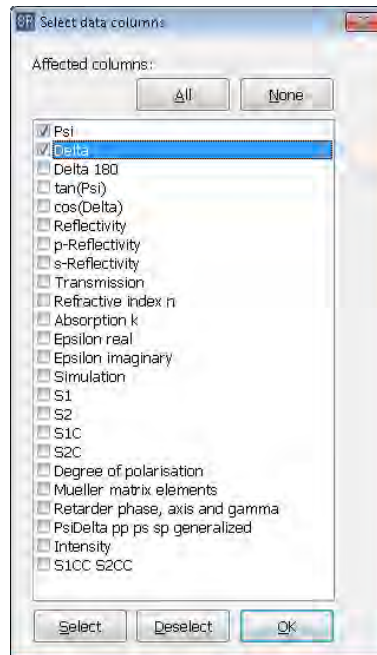 SR Select data columns
Affected columns:
All None
Psi
Delta
Delta 180
tan(Psi)
cos(Delta)
Reflectivity
p-Reflectivity
s-Reflectivity
Transmission
Refractive index n
Absorption k
Epsilon real
Epsilon imaginary
Simulation
S1
S2
S1C
S2C
Degree of polarisation
Mueller matrix elements
Retarder phase, axis and gamma
PsiDelta pp ps sp generalized
Intensity
S1CC S2CC
Select Deselect OK